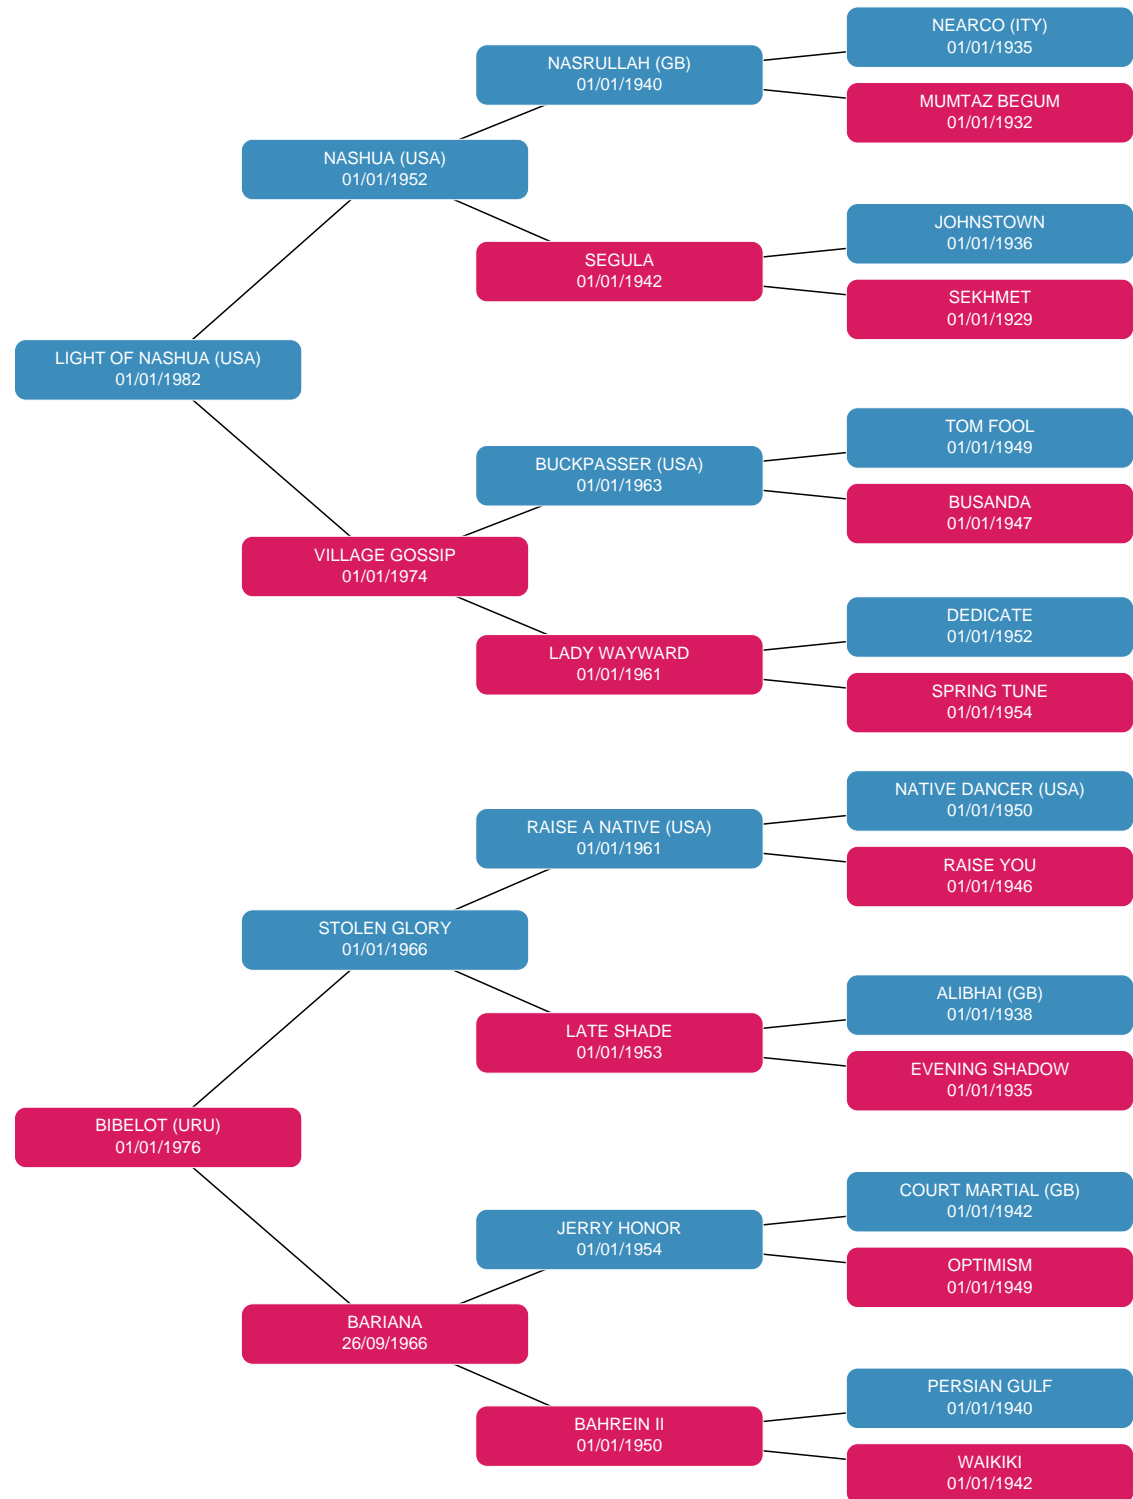 NEARCO (ITY)
01/01/1935
NASRULLAH (GB)
01/01/1940
MUMTAZ BEGUM
01/01/1932
NASHUA (USA)
01/01/1952
JOHNSTOWN
01/01/1936
SEGULA
01/01/1942
SEKHMET
01/01/1929
LIGHT OF NASHUA (USA)
01/01/1982
TOM FOOL
01/01/1949
BUCKPASSER (USA)
01/01/1963
BUSANDA
01/01/1947
VILLAGE GOSSIP
01/01/1974
DEDICATE
01/01/1952
LADY WAYWARD
01/01/1961
SPRING TUNE
01/01/1954
NATIVE DANCER (USA)
01/01/1950
RAISE A NATIVE (USA)
01/01/1961
RAISE YOU
01/01/1946
STOLEN GLORY
01/01/1966
ALIBHAI (GB)
01/01/1938
LATE SHADE
01/01/1953
EVENING SHADOW
01/01/1935
BIBELOT (URU)
01/01/1976
COURT MARTIAL (GB)
01/01/1942
JERRY HONOR
01/01/1954
OPTIMISM
01/01/1949
BARIANA
26/09/1966
PERSIAN GULF
01/01/1940
BAHREIN II
01/01/1950
WAIKIKI
01/01/1942